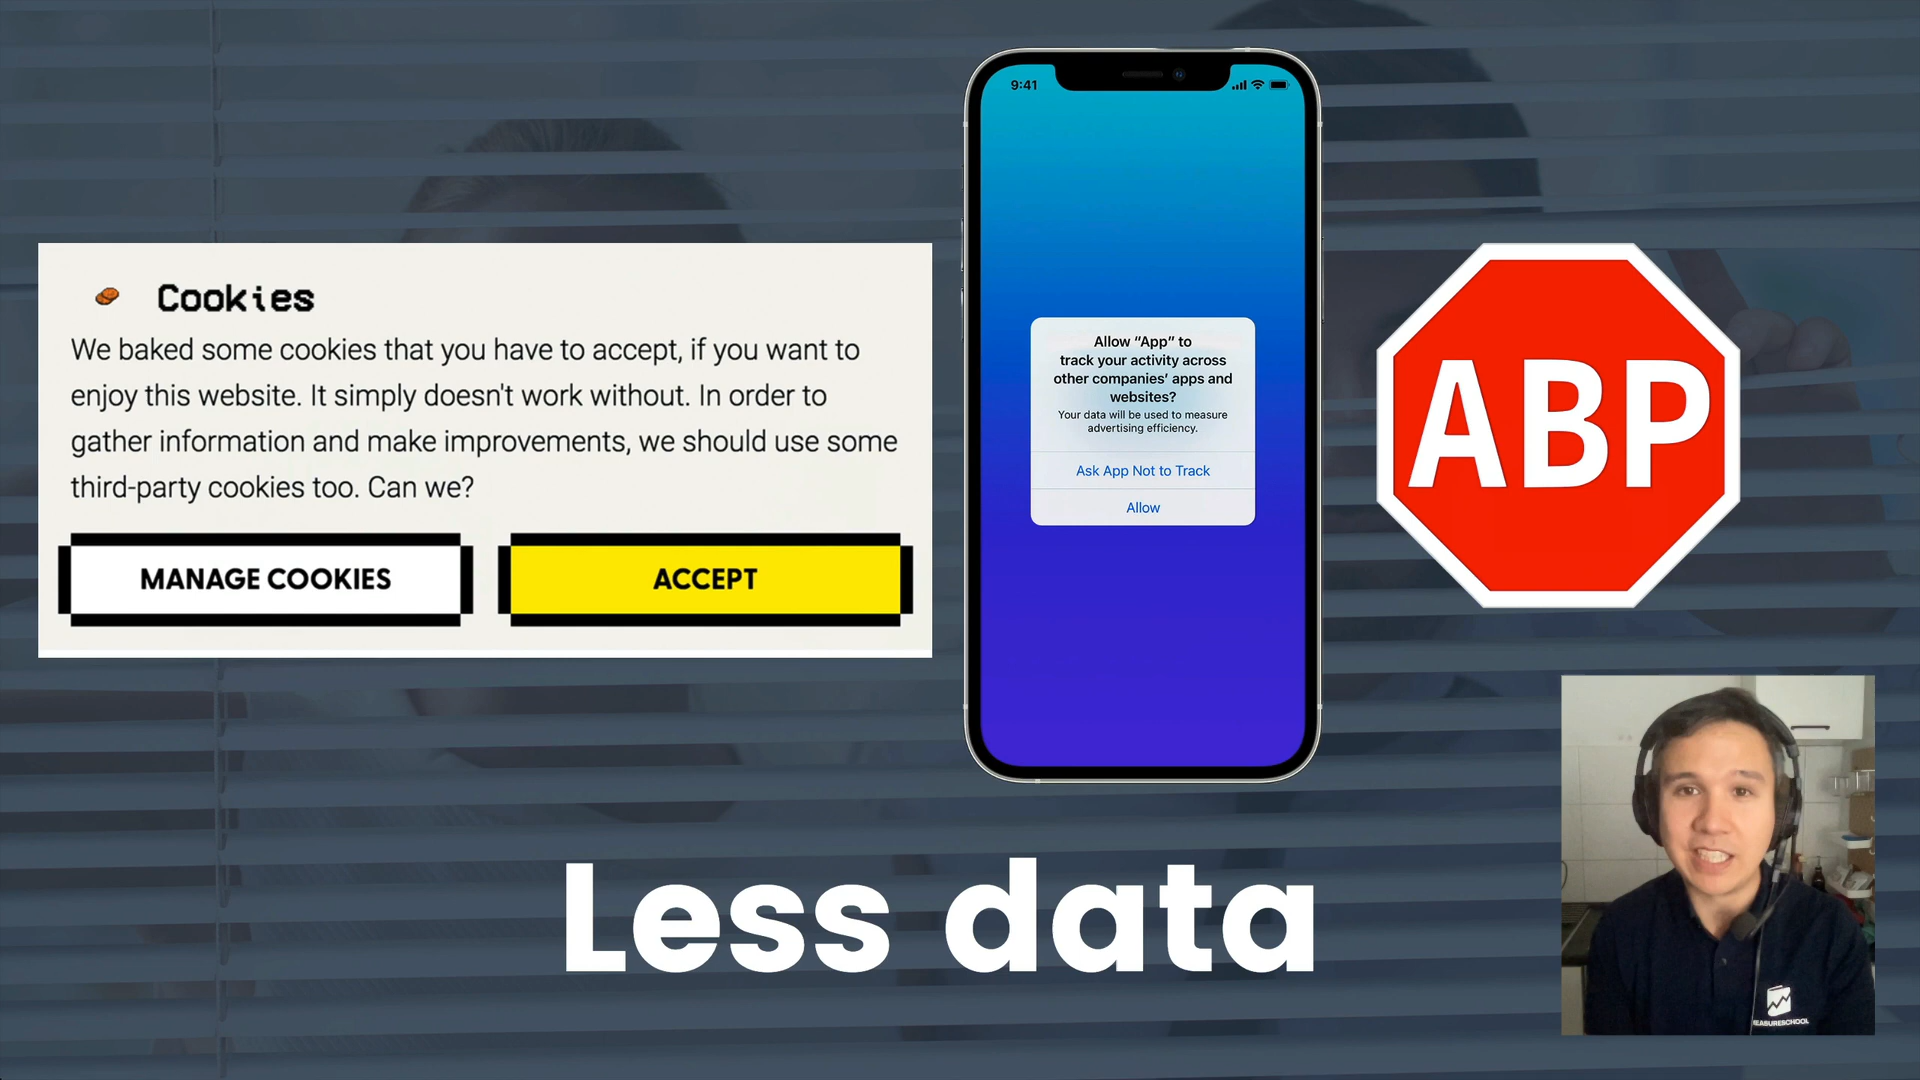 Cookies
We baked some cookies that you have to accept, if you want to
enjoy this website. It simply doesn't work without. In order to
gather information and make improvements, we should use some
third-party cookies too. Can we?
MANAGE COOKIES
ACCEPT
9:41
Allow “App” to
track your activity across
other companies’ apps and
websites?
Your data will be used to measure
advertising efficiency.
Ask App Not to Track
Allow
ABP
Less data
MEASURESCHOOL